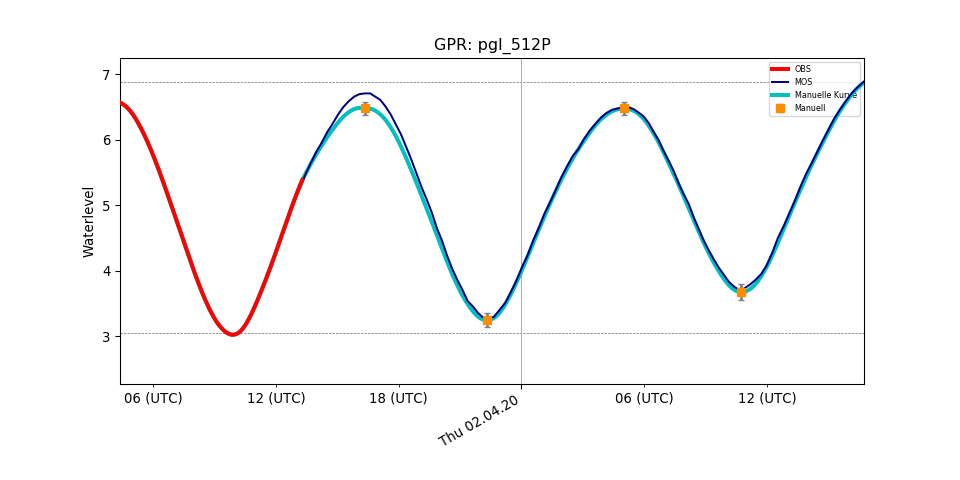 GPR: pgl_512P
7
6
5
4
3
Waterlevel
OBS
MOS
Manuelle Kurve
Manuell
06 (UTC)
12 (UTC)
18 (UTC)
Thu 02.04.20
06 (UTC)
12 (UTC)